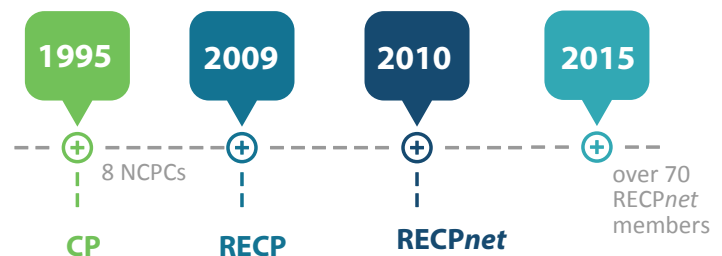 1995
2009
2010
2015
8 NCPCs
over 70
RECPnet
members
CP
RECP
RECPnet